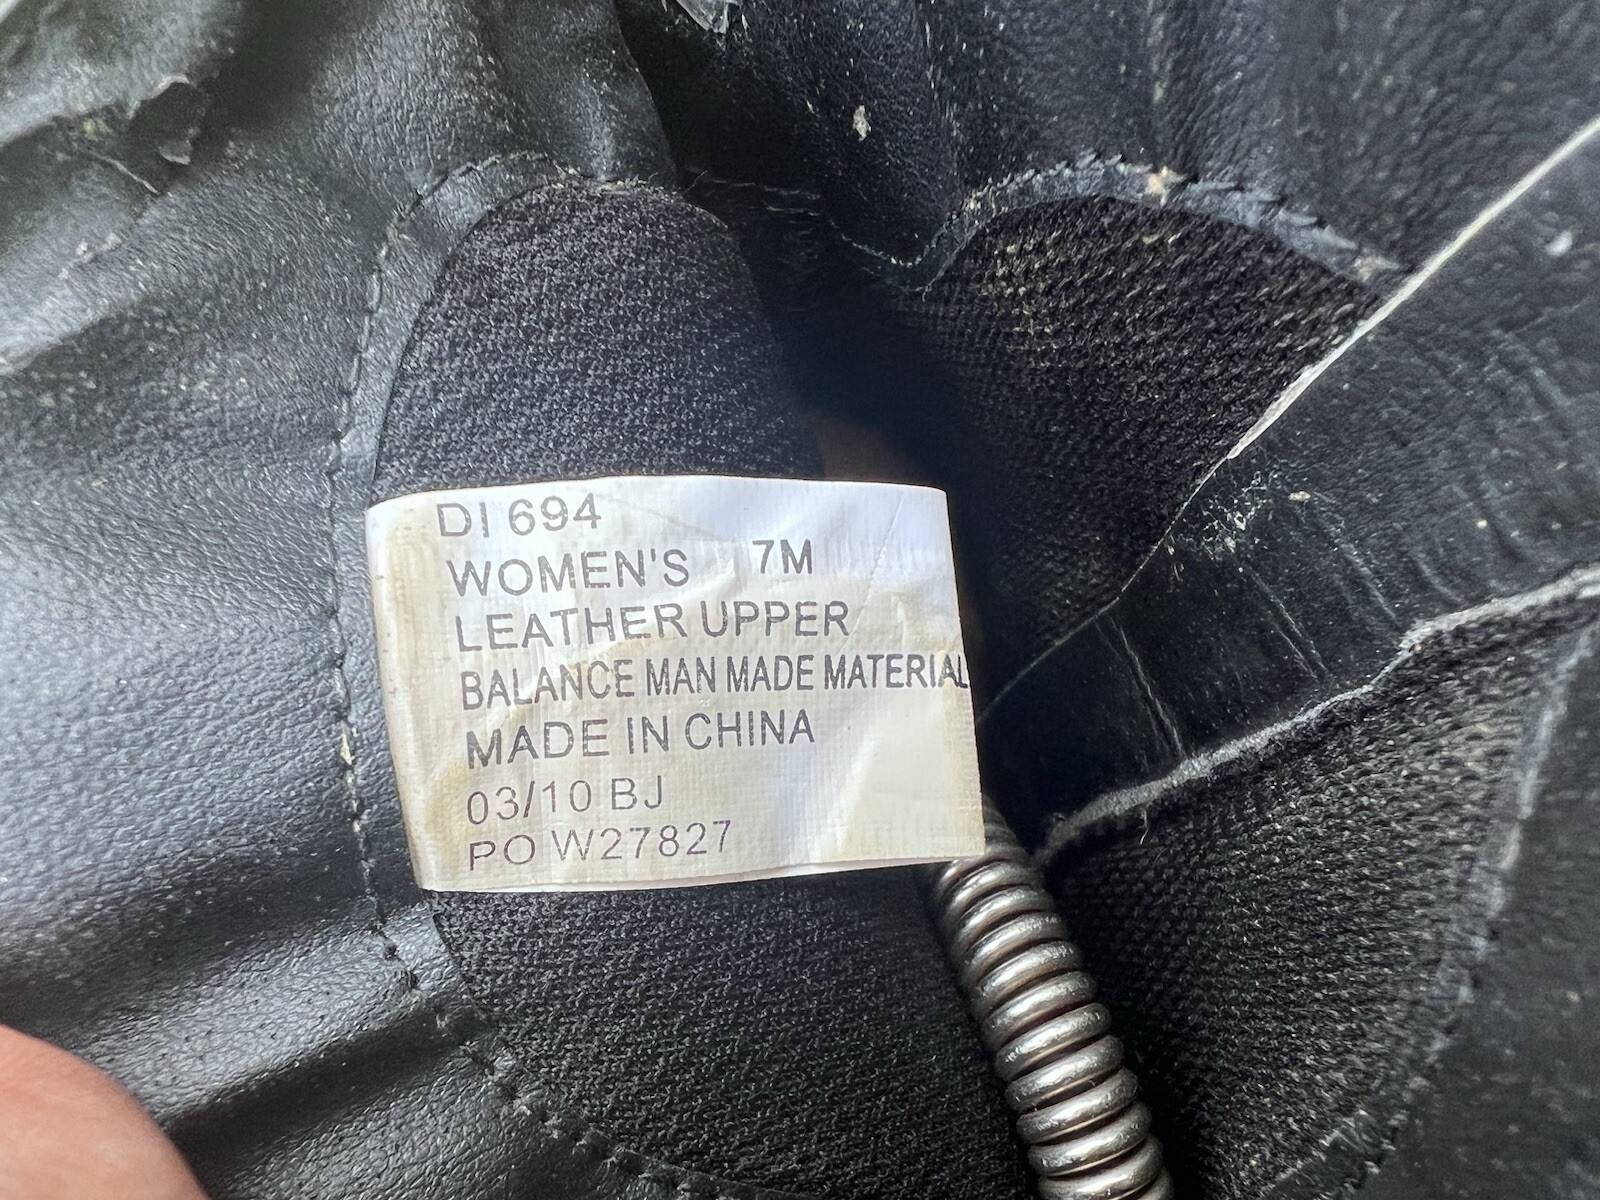 DI 694
WOMEN'S 7M
LEATHER UPPER
BALANCE MAN MADE MATERIAL
MADE IN CHINA
03/10 BJ
PO W27827